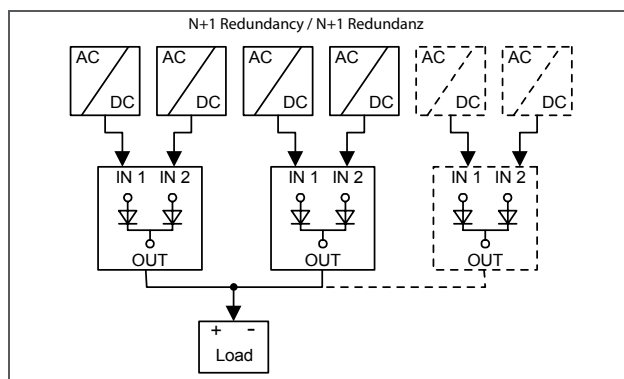 N+1 Redundancy / N+1 Redundanz
AC DC AC DC AC DC AC DC AC DC AC DC
IN 1 IN 2 IN 1 IN 2 IN 1 IN 2
OUT OUT OUT
+ -
Load